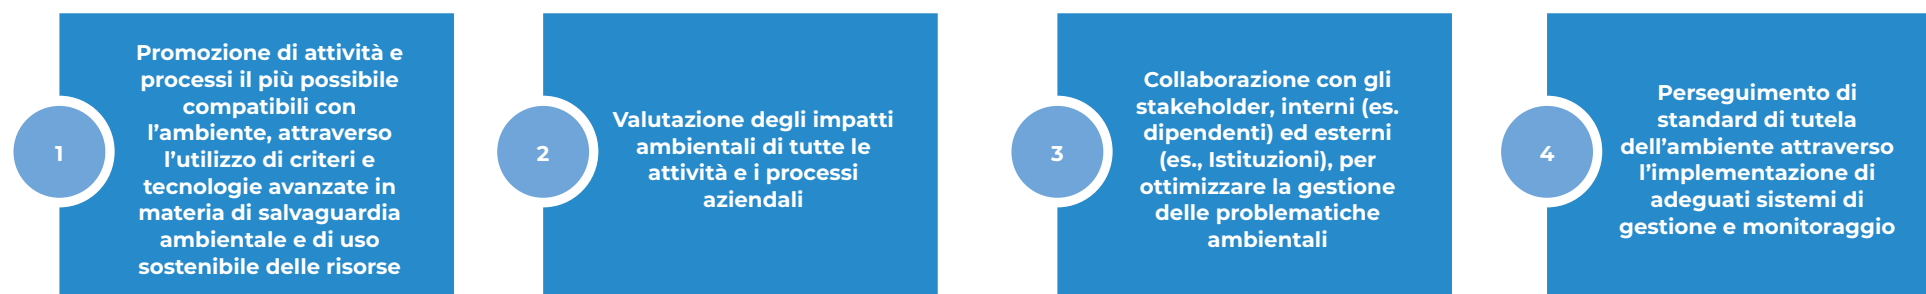 1
Promozione di attività e
processi il più possibile
compatibili con
l’ambiente, attraverso
l’utilizzo di criteri e
tecnologie avanzate in
materia di salvaguardia
ambientale e di uso
sostenibile delle risorse
2
Valutazione degli impatti
ambientali di tutte le
attività e i processi
aziendali
3
Collaborazione con gli
stakeholder, interni (es.
dipendenti) ed esterni
(es., Istituzioni), per
ottimizzare la gestione
delle problematiche
ambientali
4
Perseguimento di
standard di tutela
dell’ambiente attraverso
l’implementazione di
adeguati sistemi di
gestione e monitoraggio